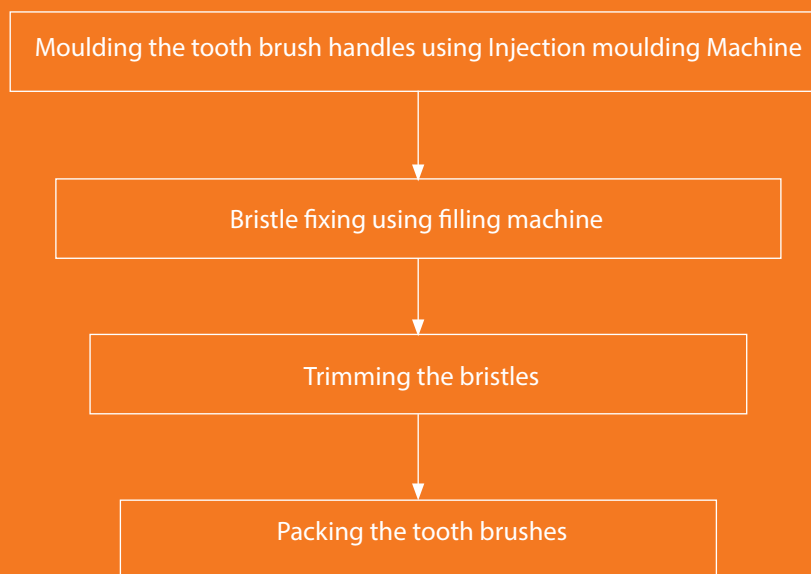 Moulding the tooth brush handles using Injection moulding Machine
Bristle fixing using filling machine
Trimming the bristles
Packing the tooth brushes